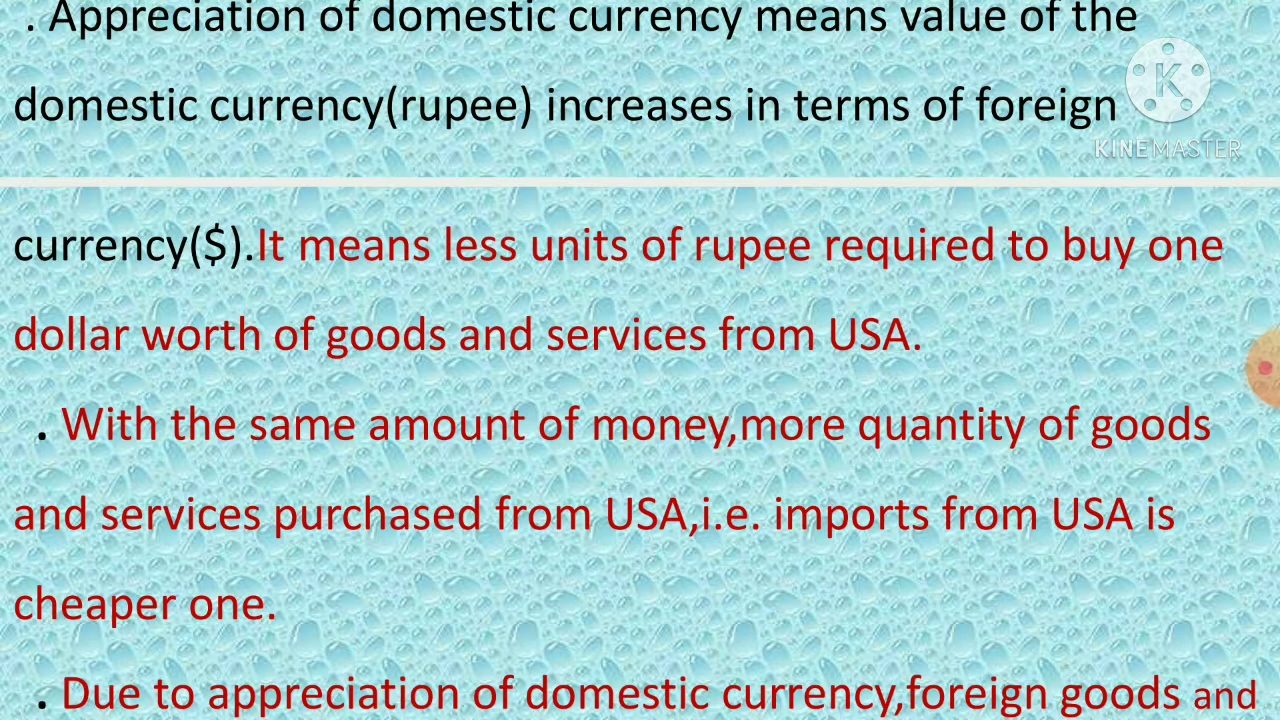 . Appreciation of domestic currency means value of the
domestic currency(rupee) increases in terms of foreign
K
KINEMASTER
currency($).It means less units of rupee required to buy one
dollar worth of goods and services from USA.
. With the same amount of money,more quantity of goods
and services purchased from USA,i.e. imports from USA is
cheaper one.
. Due to appreciation of domestic currency,foreign goods and